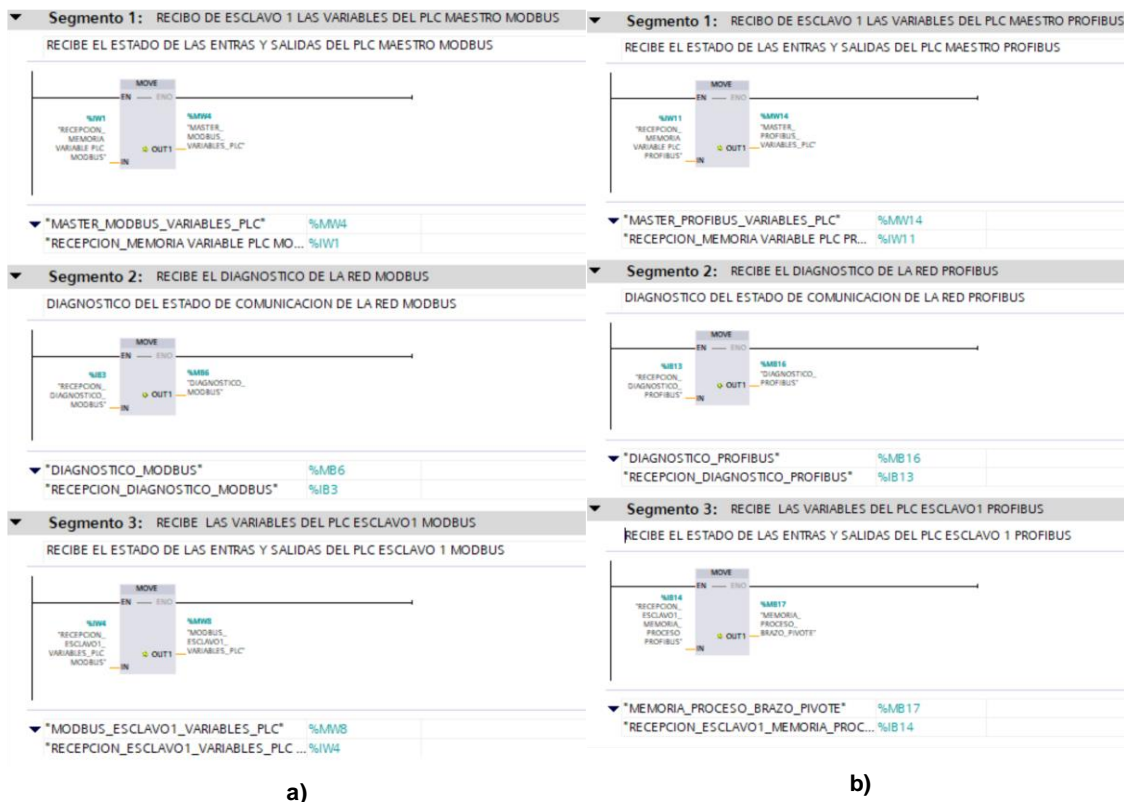 Segmento 1: RECIBO DE ESCLAVO 1 LAS VARIABLES DEL PLC MAESTRO MODBUS
RECIBE EL ESTADO DE LAS ENTRAS Y SALIDAS DEL PLC MAESTRO MODBUS
MOVE
EN ENO
%IW1
"RECEPCION_
MEMORIA
VARIABLE PLC
MODBUS"
IN
OUT1
%MW4
"MASTER_
MODBUS_
VARIABLES_PLC"
"MASTER_MODBUS_VARIABLES_PLC" %MW4
"RECEPCION_MEMORIA VARIABLE PLC MO... %IW1
Segmento 2: RECIBE EL DIAGNOSTICO DE LA RED MODBUS
DIAGNOSTICO DEL ESTADO DE COMUNICACION DE LA RED MODBUS
MOVE
EN ENO
%IB3
"RECEPCION_
DIAGNOSTICO_
MODBUS"
IN
OUT1
%MB6
"DIAGNOSTICO_
MODBUS"
"DIAGNOSTICO_MODBUS" %MB6
"RECEPCION_DIAGNOSTICO_MODBUS" %IB3
Segmento 3: RECIBE LAS VARIABLES DEL PLC ESCLAVO1 MODBUS
RECIBE EL ESTADO DE LAS ENTRAS Y SALIDAS DEL PLC ESCLAVO 1 MODBUS
MOVE
EN ENO
%IW4
"RECEPCION_
ESCLAVO1_
VARIABLES_PLC
MODBUS"
IN
OUT1
%MW8
"MODBUS_
ESCLAVO1_
VARIABLES_PLC"
"MODBUS_ESCLAVO1_VARIABLES_PLC" %MW8
"RECEPCION_ESCLAVO1_VARIABLES_PLC ... %IW4
a)
Segmento 1: RECIBO DE ESCLAVO 1 LAS VARIABLES DEL PLC MAESTRO PROFIBUS
RECIBE EL ESTADO DE LAS ENTRAS Y SALIDAS DEL PLC MAESTRO PROFIBUS
MOVE
EN ENO
%IW11
"RECEPCION_
MEMORIA
VARIABLE PLC
PROFIBUS"
IN
OUT1
%MW14
"MASTER_
PROFIBUS_
VARIABLES_PLC"
"MASTER_PROFIBUS_VARIABLES_PLC" %MW14
"RECEPCION_MEMORIA VARIABLE PLC PR... %IW11
Segmento 2: RECIBE EL DIAGNOSTICO DE LA RED PROFIBUS
DIAGNOSTICO DEL ESTADO DE COMUNICACION DE LA RED PROFIBUS
MOVE
EN ENO
%IB13
"RECEPCION_
DIAGNOSTICO_
PROFIBUS"
IN
OUT1
%MB16
"DIAGNOSTICO_
PROFIBUS"
"DIAGNOSTICO_PROFIBUS" %MB16
"RECEPCION_DIAGNOSTICO_PROFIBUS" %IB13
Segmento 3: RECIBE LAS VARIABLES DEL PLC ESCLAVO1 PROFIBUS
RECIBE EL ESTADO DE LAS ENTRAS Y SALIDAS DEL PLC ESCLAVO 1 PROFIBUS
MOVE
EN ENO
%IB14
"RECEPCION_
ESCLAVO1_
MEMORIA_
PROCESO
PROFIBUS"
IN
OUT1
%MB17
"MEMORIA_
PROCESO_
BRAZO_PIVOTE"
"MEMORIA_PROCESO_BRAZO_PIVOTE" %MB17
"RECEPCION_ESCLAVO1_MEMORIA_PROC... %IB14
b)